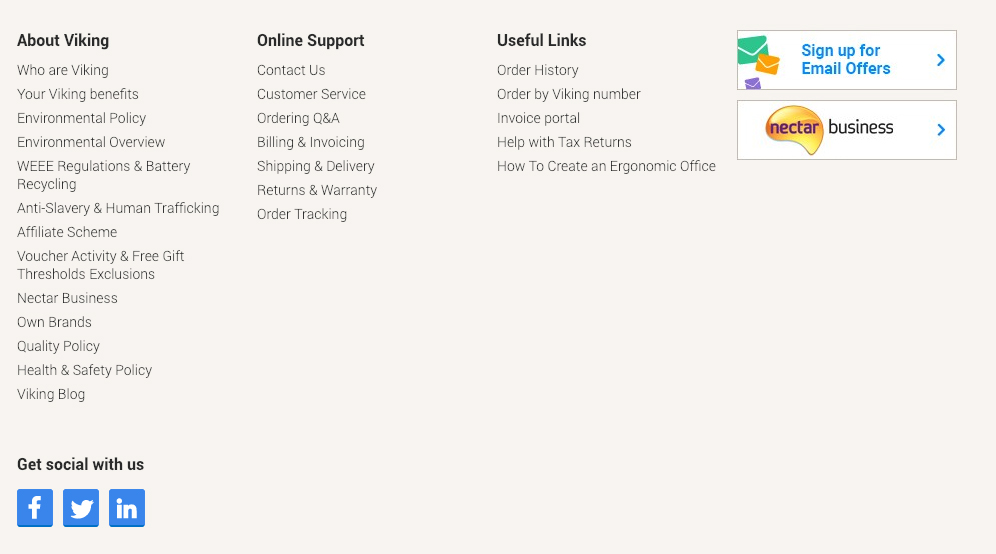 About Viking
Who are Viking
Your Viking benefits
Environmental Policy
Environmental Overview
WEEE Regulations & Battery
Recycling
Anti-Slavery & Human Trafficking
Affiliate Scheme
Voucher Activity & Free Gift
Thresholds Exclusions
Nectar Business
Own Brands
Quality Policy
Health & Safety Policy
Viking Blog
Online Support
Contact Us
Customer Service
Ordering Q&A
Billing & Invoicing
Shipping & Delivery
Returns & Warranty
Order Tracking
Useful Links
Order History
Order by Viking number
Invoice portal
Help with Tax Returns
How To Create an Ergonomic Office
Sign up for
Email Offers
nectar business
Get social with us
f
in